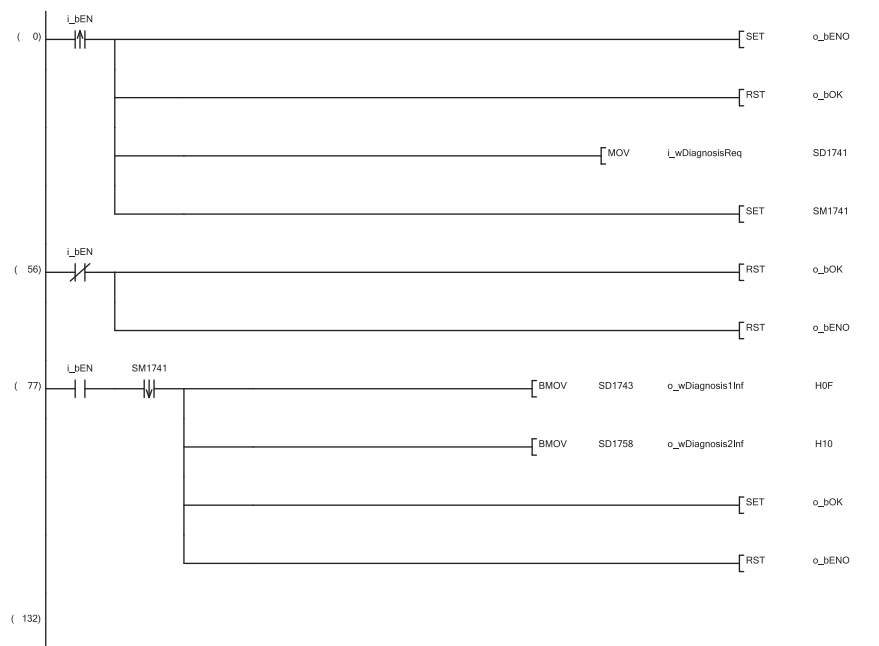 i_bEN
( 0) SET o_bENO
RST o_bOK
MOV i_wDiagnosisReq SD1741
SET SM1741
i_bEN
( 56) RST o_bOK
RST o_bENO
i_bEN SM1741
( 77) BMOV SD1743 o_wDiagnosis1Inf H0F
BMOV SD1758 o_wDiagnosis2Inf H10
SET o_bOK
RST o_bENO
( 132)